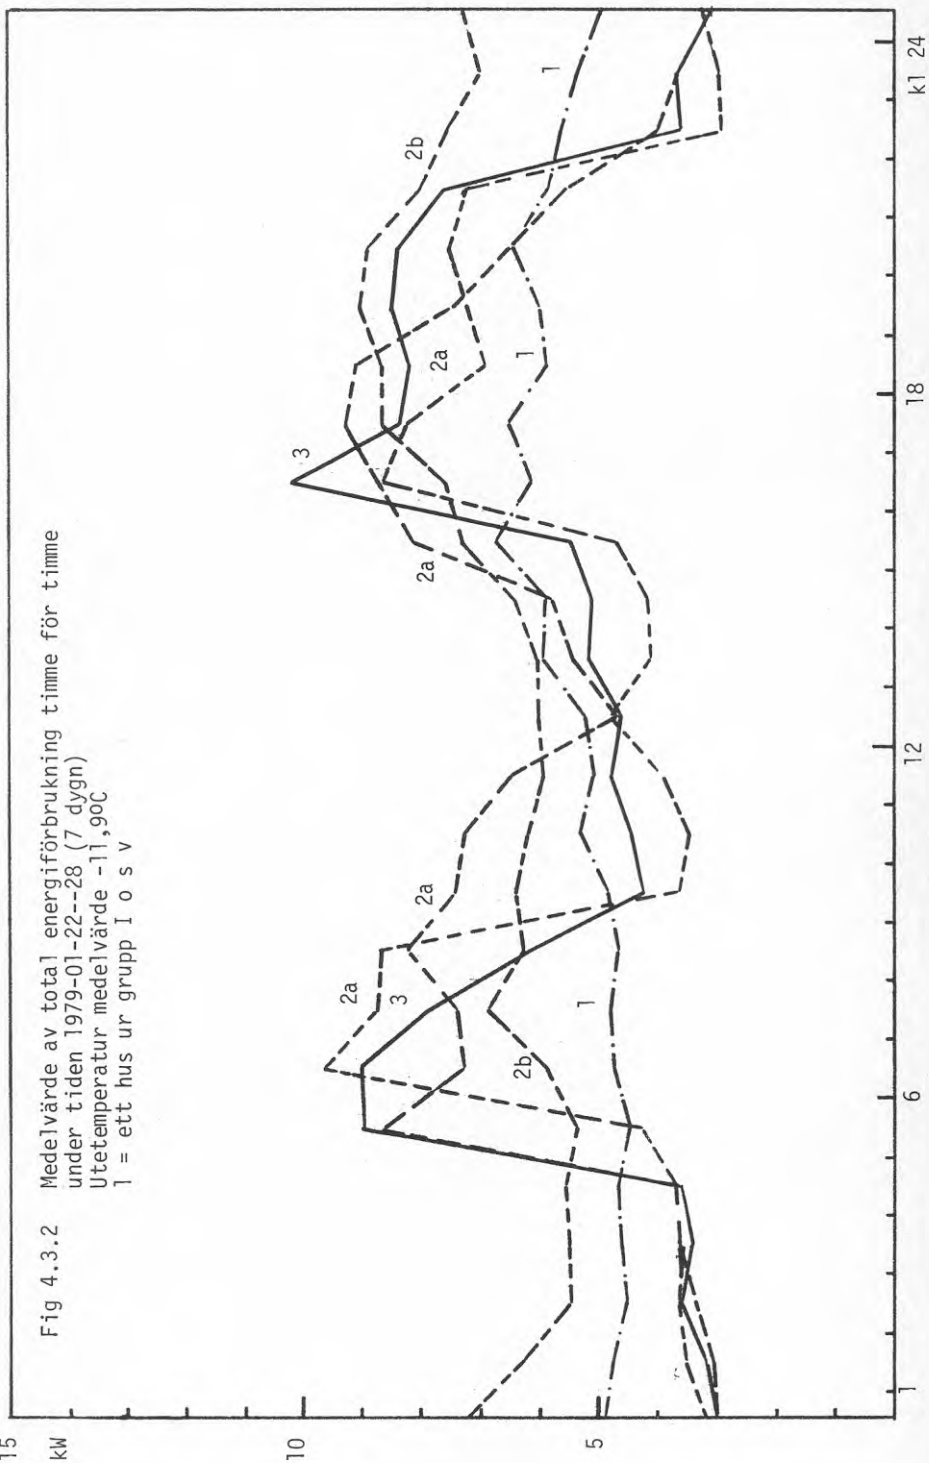 Fig 4.3.2 Medelvärde av total energiförbrukning timme för timme
under tiden 1979-01-22--28 (7 dygn)
Utetemperatur medelvärde -11,9°C
1 = ett hus ur grupp I o s v
15
kW
10
5
2a
3
2b
2a
1
2a
3
2a
1
2b
1
1
6
12
18
kl 24